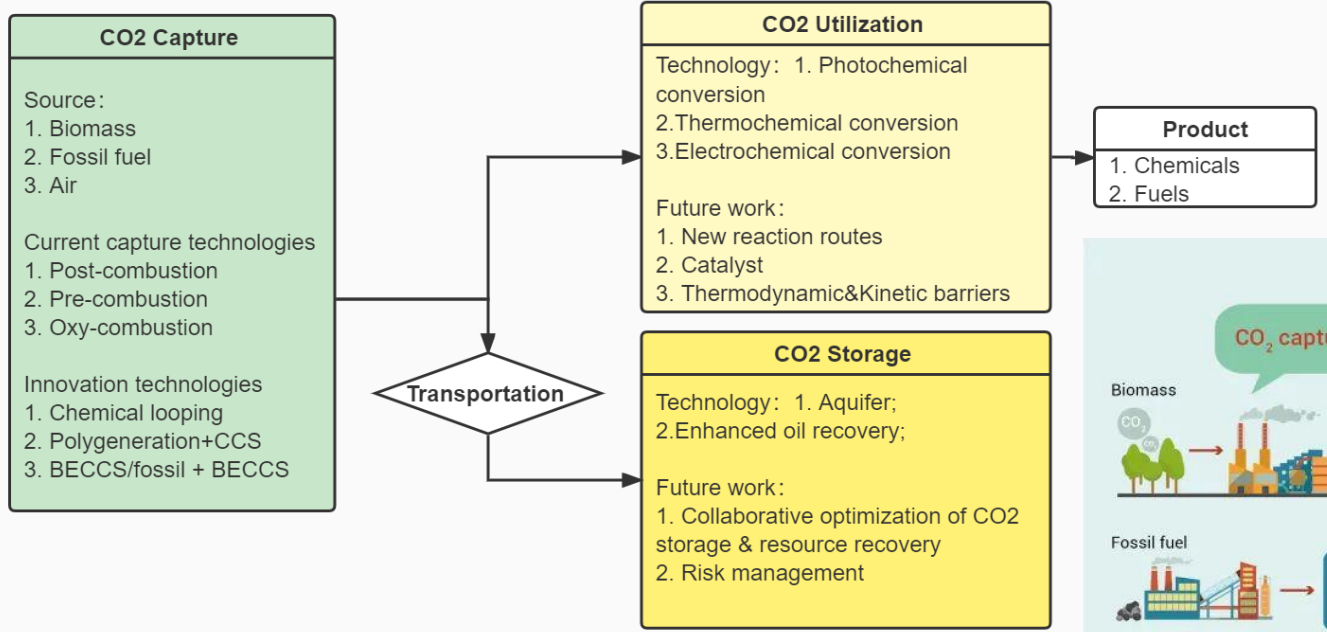 CO2 Capture
Source:
1. Biomass
2. Fossil fuel
3. Air
Current capture technologies
1. Post-combustion
2. Pre-combustion
3. Oxy-combustion
Innovation technologies
1. Chemical looping
2. Polygeneration+CCS
3. BECCS/fossil + BECCS
Transportation
CO2 Utilization
Technology: 1. Photochemical
conversion
2.Thermochemical conversion
3.Electrochemical conversion
Future work:
1. New reaction routes
2. Catalyst
3. Thermodynamic&Kinetic barriers
CO2 Storage
Technology: 1. Aquifer;
2.Enhanced oil recovery;
Future work:
1. Collaborative optimization of CO2
storage & resource recovery
2. Risk management
Product
1. Chemicals
2. Fuels
CO₂
Biomass
CO₂
CO₂
Fossil fuel